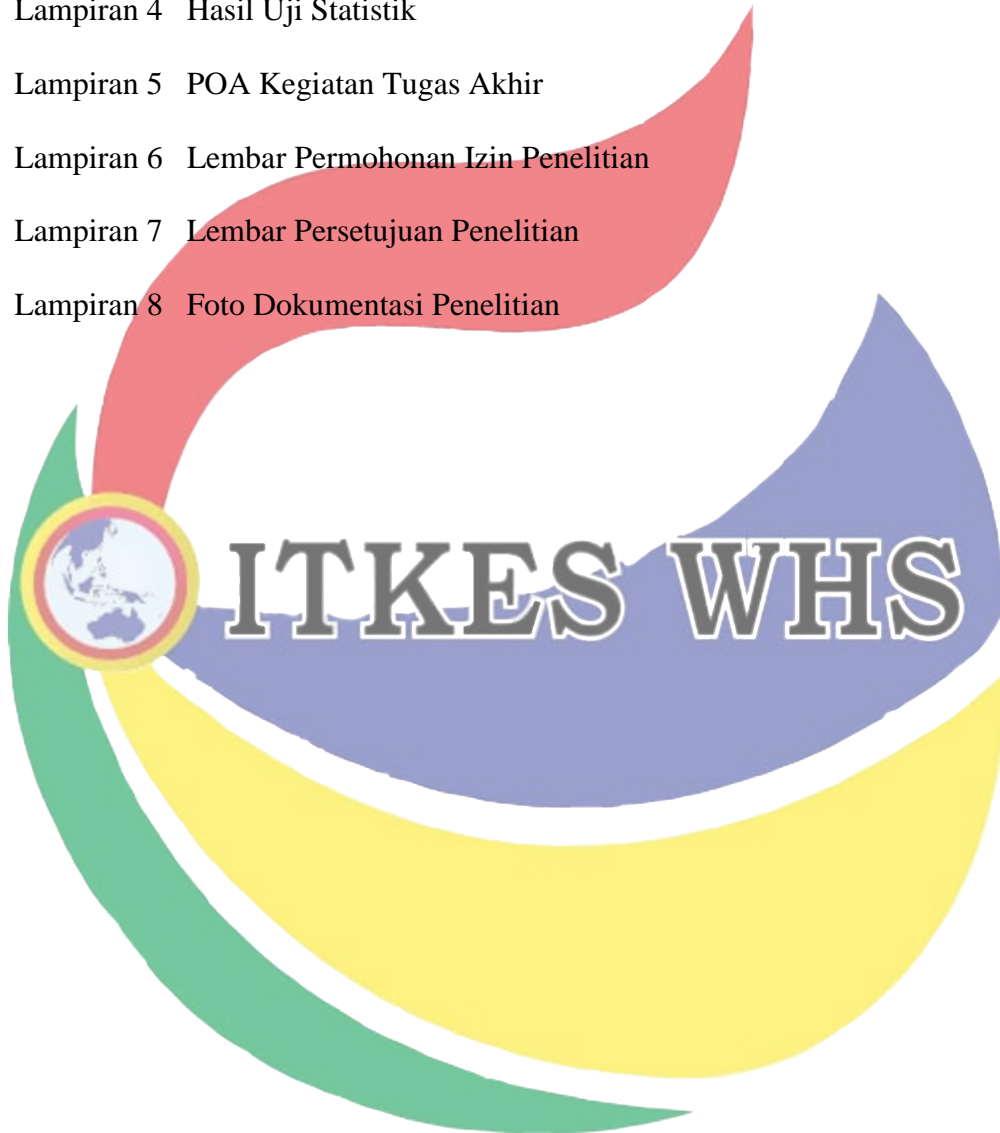 Lampiran 4 Hasil Uji Statistik
Lampiran 5 POA Kegiatan Tugas Akhir
Lampiran 6 Lembar Permohonan Izin Penelitian
Lampiran 7 Lembar Persetujuan Penelitian
Lampiran 8 Foto Dokumentasi Penelitian
ITKES WHS